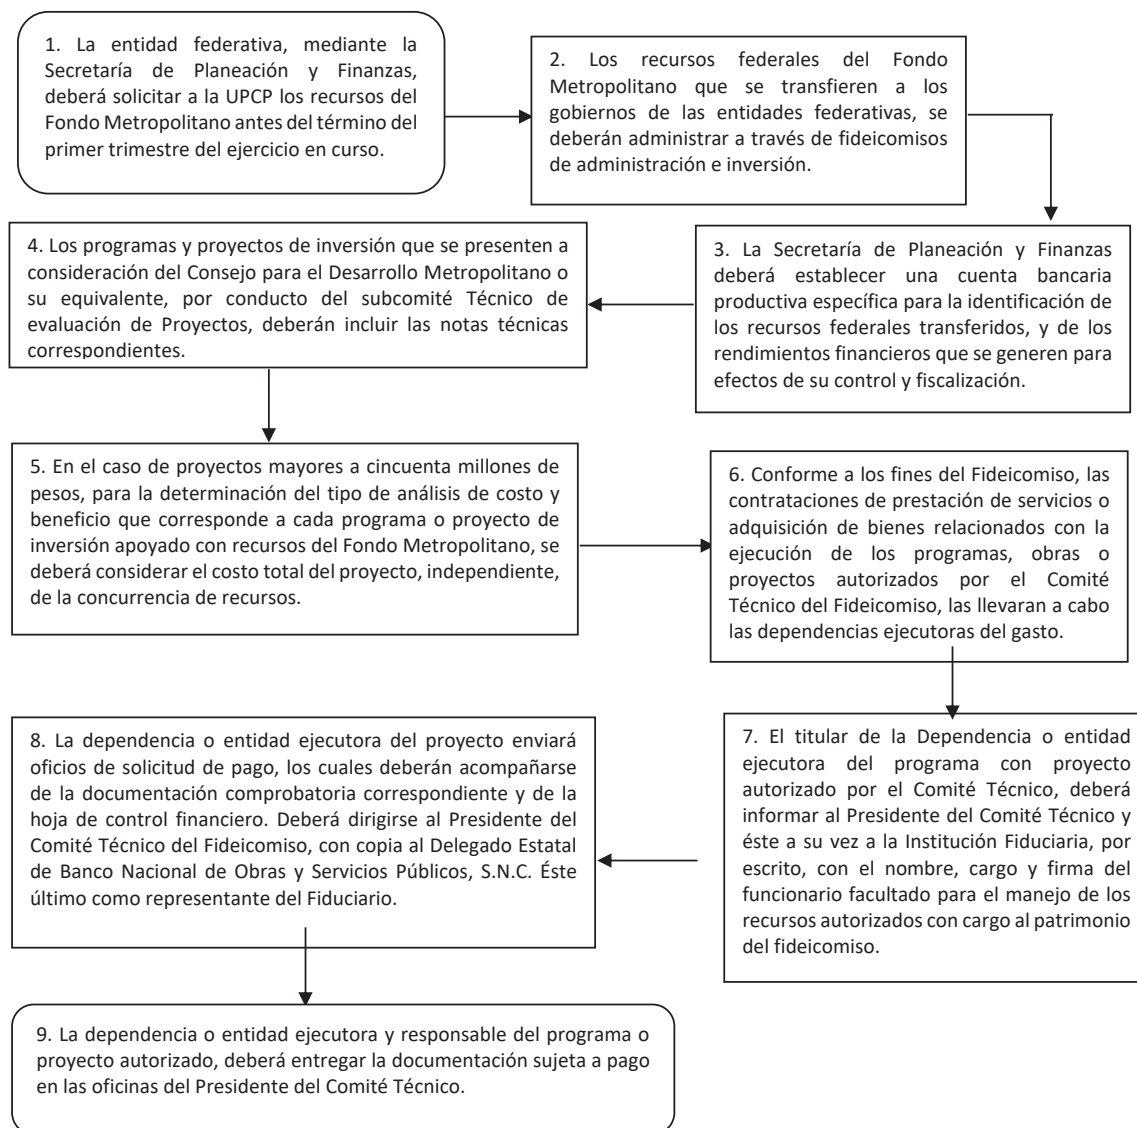 1. La entidad federativa, mediante la
Secretaría de Planeación y Finanzas,
deberá solicitar a la UPCP los recursos del
Fondo Metropolitano antes del término del
primer trimestre del ejercicio en curso.
2. Los recursos federales del Fondo
Metropolitano que se transfieren a los
gobiernos de las entidades federativas, se
deberán administrar a través de fideicomisos
de administración e inversión.
3. La Secretaría de Planeación y Finanzas
deberá establecer una cuenta bancaria
productiva específica para la identificación de
los recursos federales transferidos, y de los
rendimientos financieros que se generen para
efectos de su control y fiscalización.
4. Los programas y proyectos de inversión que se presenten a
consideración del Consejo para el Desarrollo Metropolitano o
su equivalente, por conducto del subcomité Técnico de
evaluación de Proyectos, deberán incluir las notas técnicas
correspondientes.
5. En el caso de proyectos mayores a cincuenta millones de
pesos, para la determinación del tipo de análisis de costo y
beneficio que corresponde a cada programa o proyecto de
inversión apoyado con recursos del Fondo Metropolitano, se
deberá considerar el costo total del proyecto, independiente,
de la concurrencia de recursos.
6. Conforme a los fines del Fideicomiso, las
contrataciones de prestación de servicios o
adquisición de bienes relacionados con la
ejecución de los programas, obras o
proyectos autorizados por el Comité
Técnico del Fideicomiso, las llevaran a cabo
las dependencias ejecutoras del gasto.
7. El titular de la Dependencia o entidad
ejecutora del programa con proyecto
autorizado por el Comité Técnico, deberá
informar al Presidente del Comité Técnico y
éste a su vez a la Institución Fiduciaria, por
escrito, con el nombre, cargo y firma del
funcionario facultado para el manejo de los
recursos autorizados con cargo al patrimonio
del fideicomiso.
8. La dependencia o entidad ejecutora del proyecto enviará
oficios de solicitud de pago, los cuales deberán acompañarse
de la documentación comprobatoria correspondiente y de la
hoja de control financiero. Deberá dirigirse al Presidente del
Comité Técnico del Fideicomiso, con copia al Delegado Estatal
de Banco Nacional de Obras y Servicios Públicos, S.N.C. Éste
último como representante del Fiduciario.
9. La dependencia o entidad ejecutora y responsable del programa o
proyecto autorizado, deberá entregar la documentación sujeta a pago
en las oficinas del Presidente del Comité Técnico.